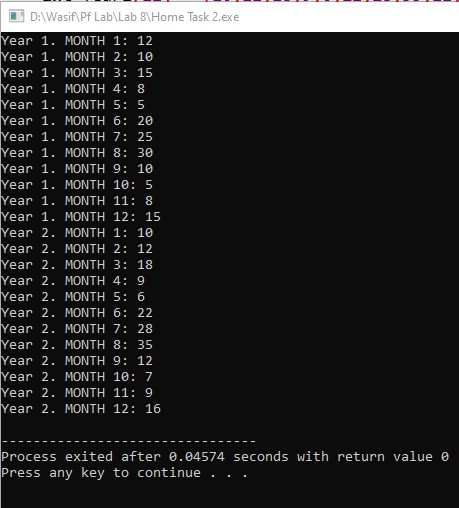 D:\Wasif\Pf Lab\Lab 8\Home Task 2.exe
Year 1. MONTH 1: 12
Year 1. MONTH 2: 10
Year 1. MONTH 3: 15
Year 1. MONTH 4: 8
Year 1. MONTH 5: 5
Year 1. MONTH 6: 20
Year 1. MONTH 7: 25
Year 1. MONTH 8: 30
Year 1. MONTH 9: 10
Year 1. MONTH 10: 5
Year 1. MONTH 11: 8
Year 1. MONTH 12: 15
Year 2. MONTH 1: 10
Year 2. MONTH 2: 12
Year 2. MONTH 3: 18
Year 2. MONTH 4: 9
Year 2. MONTH 5: 6
Year 2. MONTH 6: 22
Year 2. MONTH 7: 28
Year 2. MONTH 8: 35
Year 2. MONTH 9: 12
Year 2. MONTH 10: 7
Year 2. MONTH 11: 9
Year 2. MONTH 12: 16
--------------------------------
Process exited after 0.04574 seconds with return value 0
Press any key to continue . . .